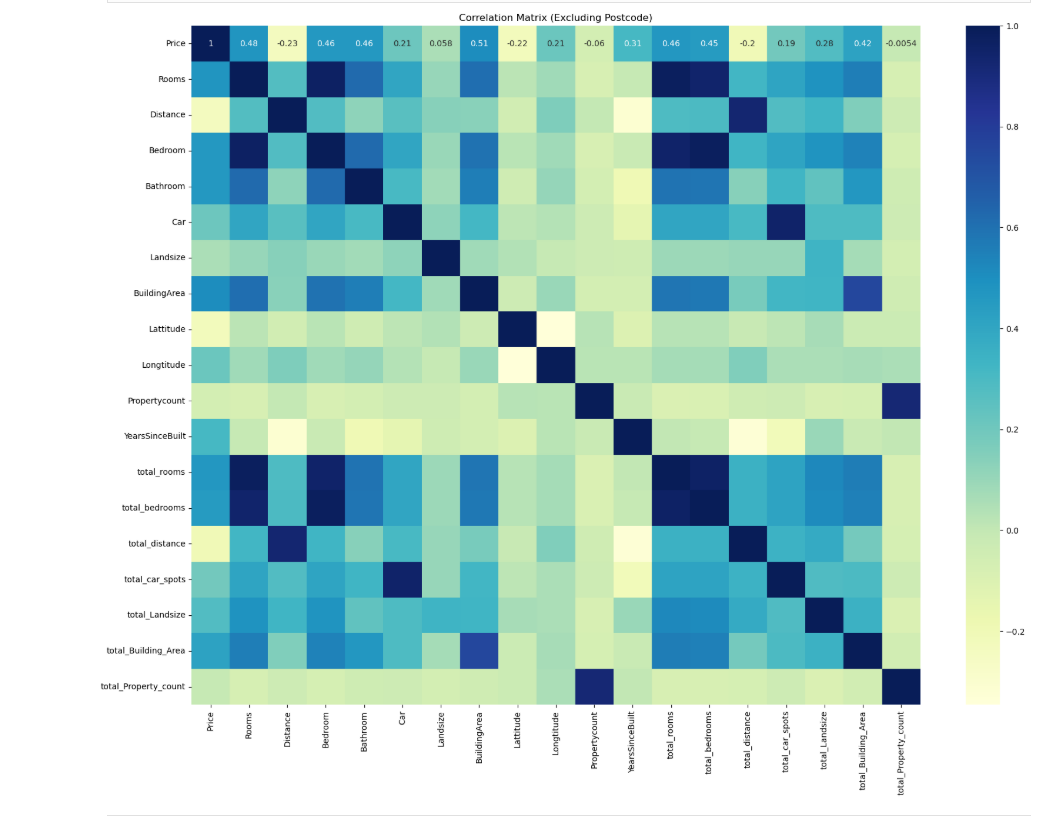 Correlation Matrix (Excluding Postcode)
Price 1 0.48 -0.23 0.46 0.46 0.21 0.058 0.51 -0.22 0.21 -0.06 0.31 0.46 0.45 -0.2 0.19 0.28 0.42 -0.0054
Rooms
Distance
Bedroom
Bathroom
Car
Landsize
BuildingArea
Lattitude
Longtitude
Propertycount
YearsSinceBuilt
total_rooms
total_bedrooms
total_distance
total_car_spots
total_Landsize
total_Building_Area
total_Property_count
Price
Rooms
Distance
Bedroom
Bathroom
Car
Landsize
BuildingArea
Lattitude
Longtitude
Propertycount
YearsSinceBuilt
total_rooms
total_bedrooms
total_distance
total_car_spots
total_Landsize
total_Building_Area
total_Property_count
1.0
0.8
0.6
0.4
0.2
0.0
−0.2